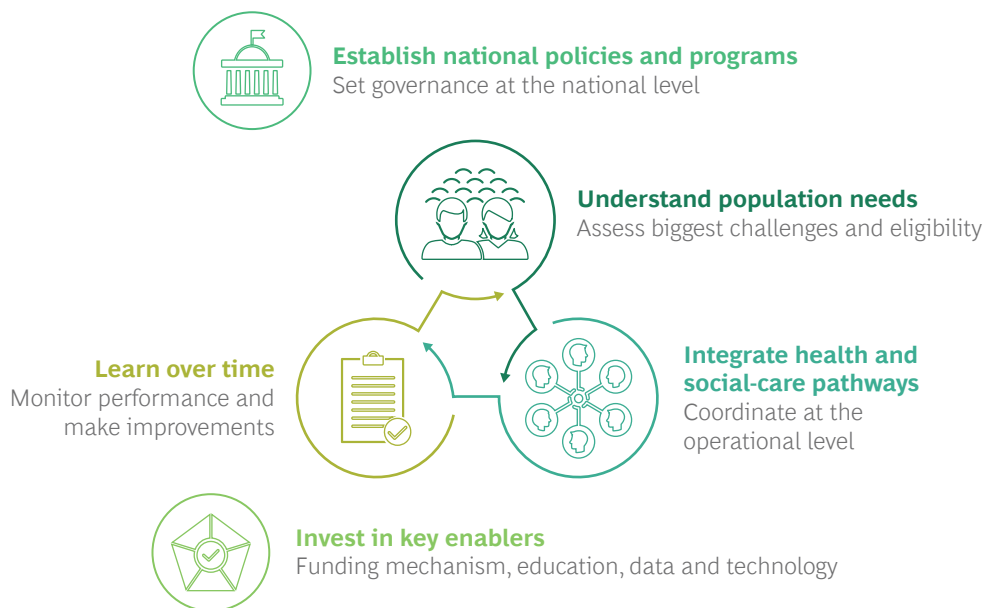 Establish national policies and programs
Set governance at the national level
Understand population needs
Assess biggest challenges and eligibility
Learn over time
Monitor performance and
make improvements
Integrate health and
social-care pathways
Coordinate at the
operational level
Invest in key enablers
Funding mechanism, education, data and technology